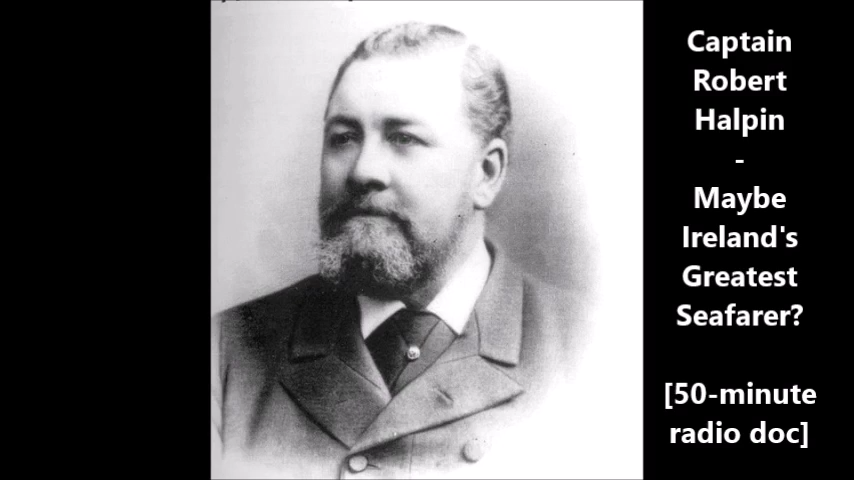 Captain
Robert
Halpin
-
Maybe
Ireland's
Greatest
Seafarer?
[50-minute
radio doc]